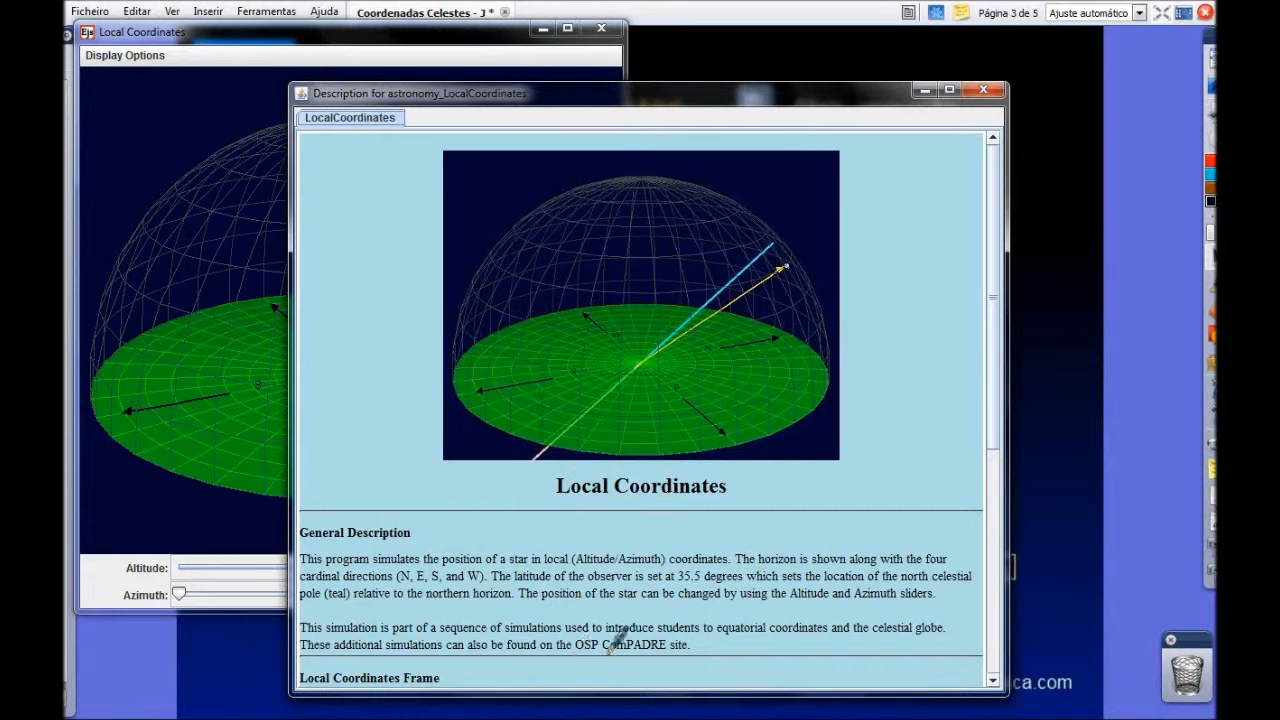 Ficheiro Editar Ver Inserir Ferramentas Ajuda Coordenadas Celestes - J * Página 3 de 5 Ajuste automático
Ejs Local Coordinates
Display Options
Description for astronomy_LocalCoordinates
LocalCoordinates
Local Coordinates
General Description
This program simulates the position of a star in local (Altitude/Azimuth) coordinates. The horizon is shown along with the four
cardinal directions (N, E, S, and W). The latitude of the observer is set at 35.5 degrees which sets the location of the north celestial
pole (teal) relative to the northern horizon. The position of the star can be changed by using the Altitude and Azimuth sliders.
This simulation is part of a sequence of simulations used to introduce students to equatorial coordinates and the celestial globe.
These additional simulations can also be found on the OSP ComPADRE site.
Local Coordinates Frame
Altitude:
Azimuth:
ca.com